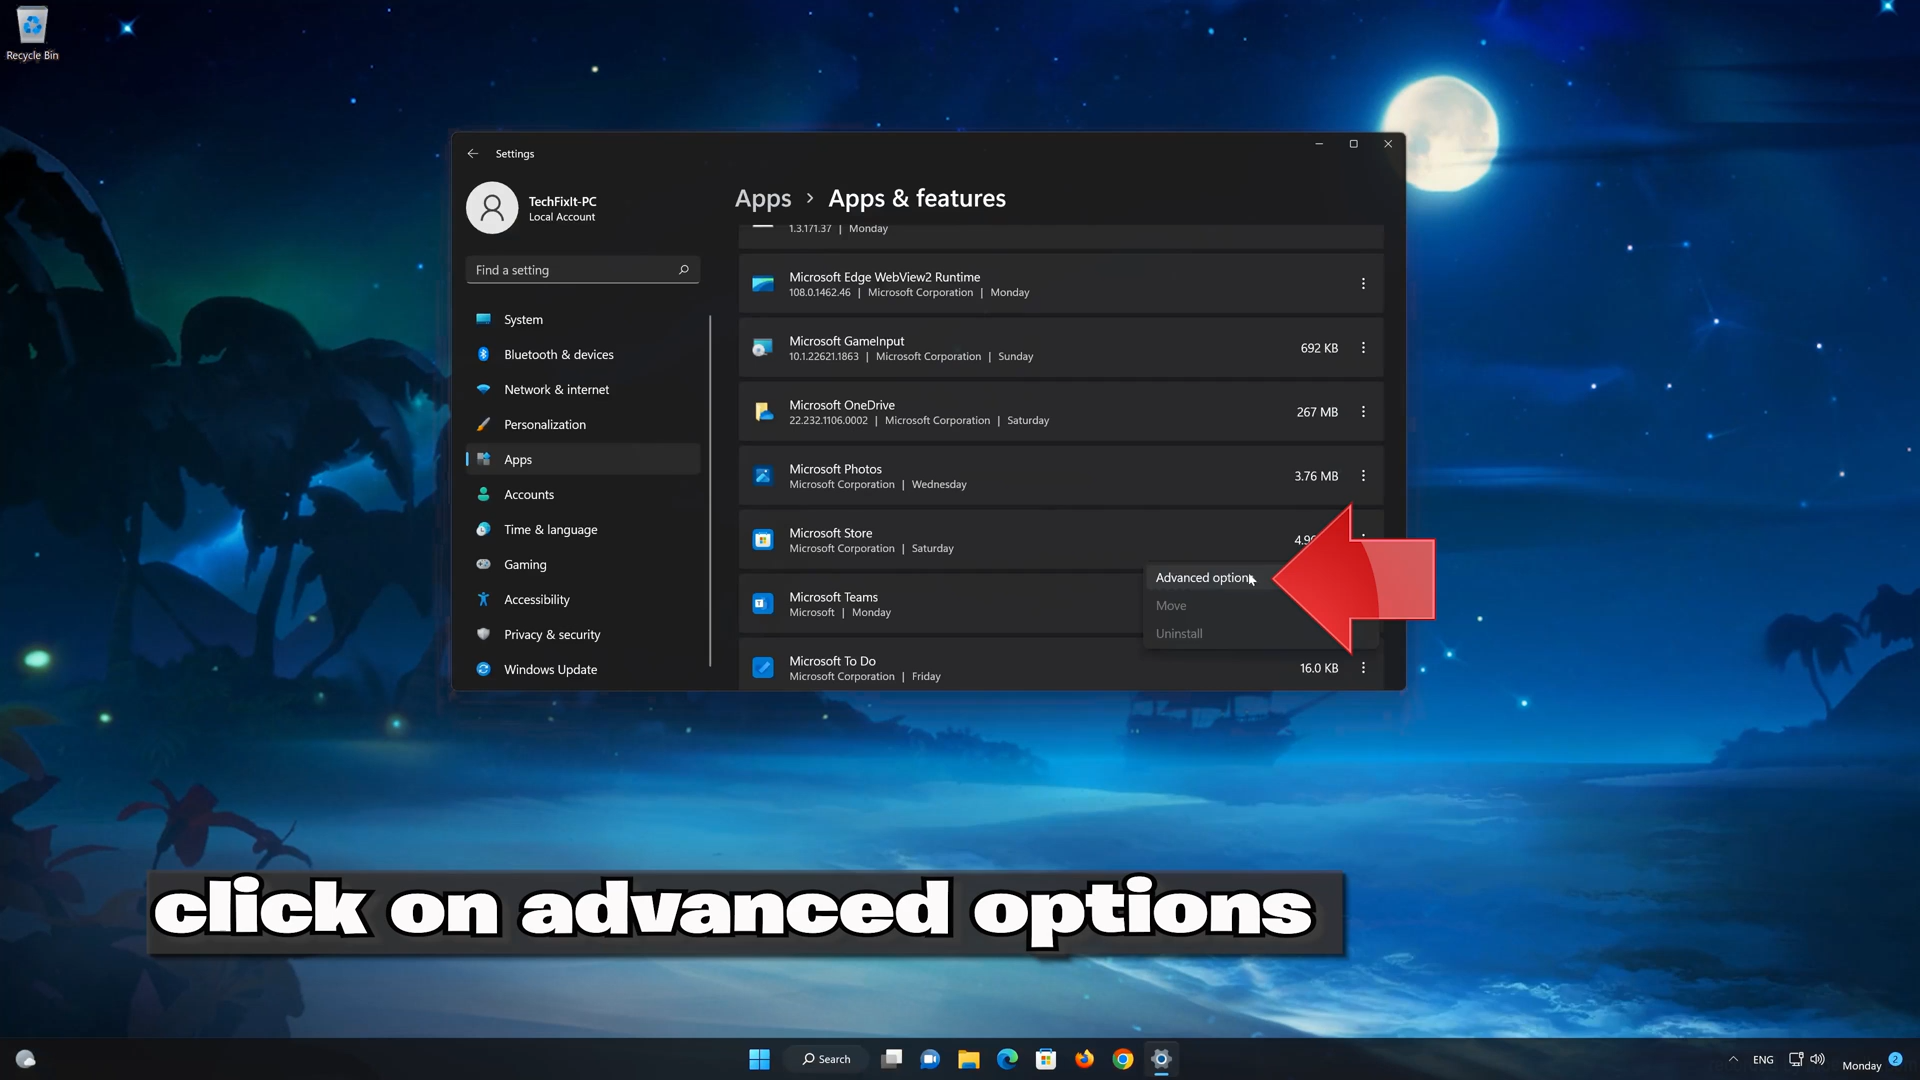 Recycle Bin
Settings
TechFixIt-PC
Local Account
Find a setting
System
Bluetooth & devices
Network & internet
Personalization
Apps
Accounts
Time & language
Gaming
Accessibility
Privacy & security
Windows Update
Apps > Apps & features
1.3.171.37 | Monday
Microsoft Edge WebView2 Runtime
108.0.1462.46 | Microsoft Corporation | Monday
Microsoft GameInput
10.1.22621.1863 | Microsoft Corporation | Sunday
692 KB
Microsoft OneDrive
22.232.1106.0002 | Microsoft Corporation | Saturday
267 MB
Microsoft Photos
Microsoft Corporation | Wednesday
3.76 MB
Microsoft Store
Microsoft Corporation | Saturday
Advanced options
Move
Uninstall
Microsoft Teams
Microsoft | Monday
Microsoft To Do
Microsoft Corporation | Friday
16.0 KB
click on advanced options
Search
ENG
Monday
2